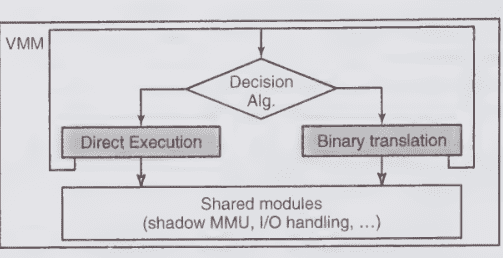 VMM
Decision
Alg.
Direct Execution
Binary translation
Shared modules
(shadow MMU, I/O handling, ...)